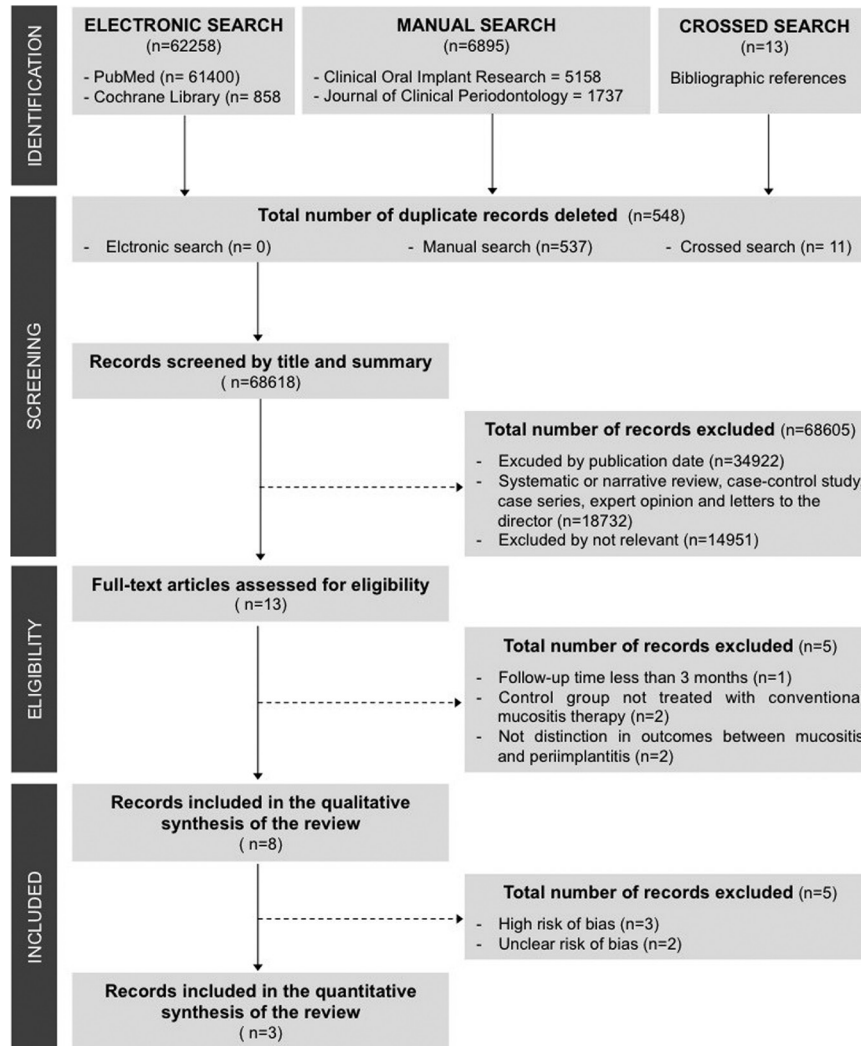 IDENTIFICATION
ELECTRONIC SEARCH
(n=62258)
- PubMed (n= 61400)
- Cochrane Library (n= 858
MANUAL SEARCH
(n=6895)
- Clinical Oral Implant Research = 5158
- Journal of Clinical Periodontology = 1737
CROSSED SEARCH
(n=13)
Bibliographic references
SCREENING
Total number of duplicate records deleted (n=548)
- Elctronic search (n= 0)
- Manual search (n=537)
- Crossed search (n= 11)
Records screened by title and summary
( n=68618)
Total number of records excluded (n=68605)
- Excuded by publication date (n=34922)
- Systematic or narrative review, case-control study,
case series, expert opinion and letters to the
director (n=18732)
- Excluded by not relevant (n=14951)
ELIGIBILITY
Full-text articles assessed for eligibility
( n=13)
Total number of records excluded (n=5)
- Follow-up time less than 3 months (n=1)
- Control group not treated with conventional
mucositis therapy (n=2)
- Not distinction in outcomes between mucositis
and periimplantitis (n=2)
INCLUDED
Records included in the qualitative
synthesis of the review
( n=8)
Total number of records excluded (n=5)
- High risk of bias (n=3)
- Unclear risk of bias (n=2)
Records included in the quantitative
synthesis of the review
( n=3)